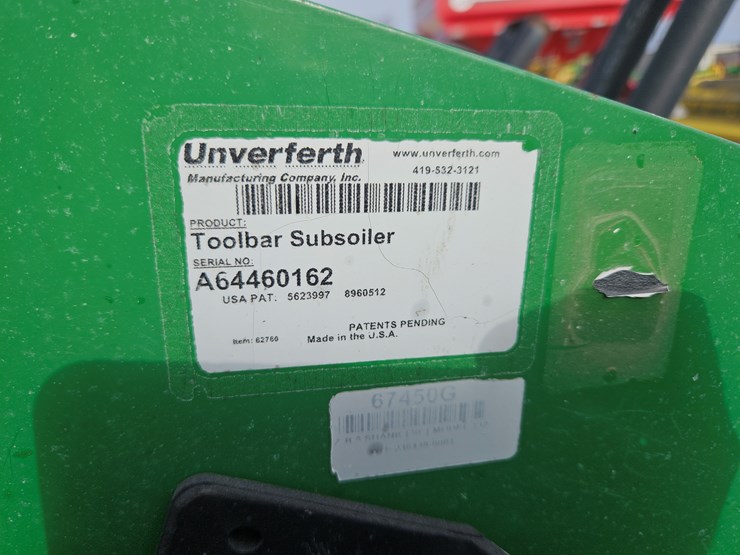 Unverferth
www.unverferth.com
Manufacturing Company, Inc.
419-532-3121
PRODUCT:
Toolbar Subsoiler
SERIAL NO:
A64460162
USA PAT: 5623997 8960512
PATENTS PENDING
Item: 62760 Made in the U.S.A.
67450G